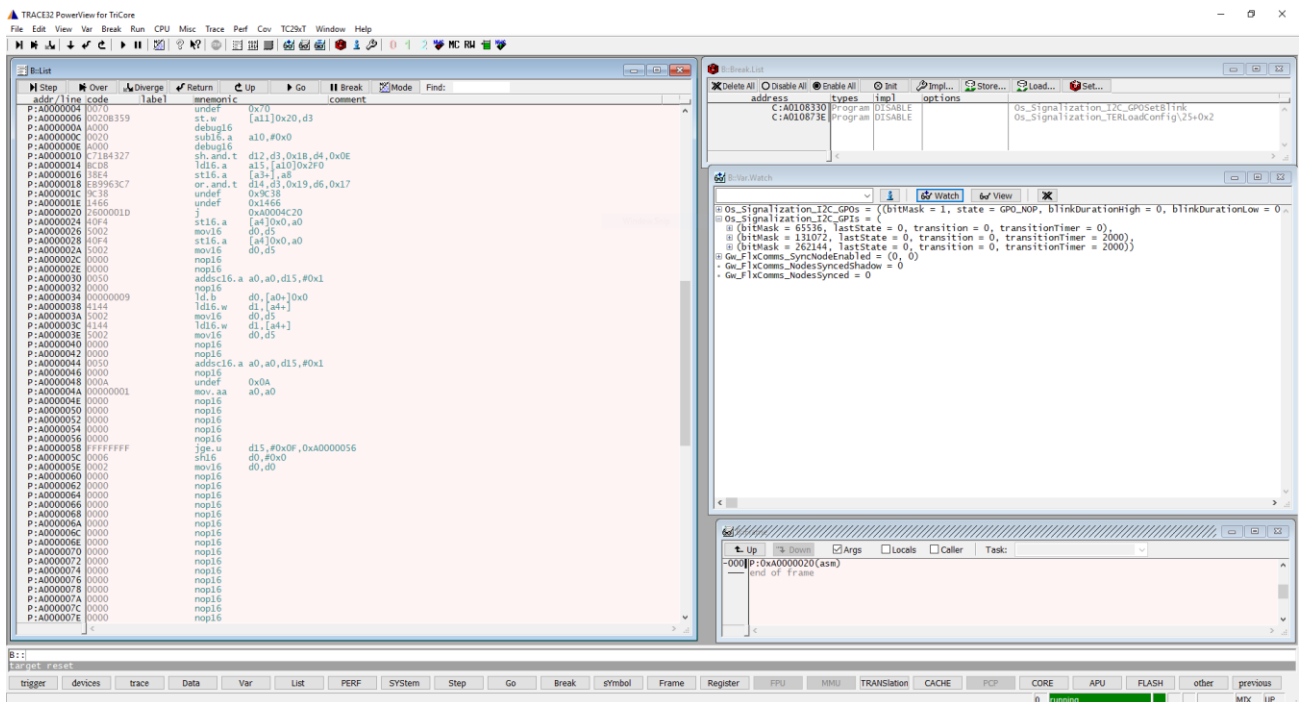 TRACE32 PowerView for TriCore
File Edit View Var Break Run CPU Misc Trace Perf Cov TC29xT Window Help
B::List
Step Over Diverge Return Up Go Break Mode Find:
addr/line code label mnemonic comment
P:A0000004 0070 undef 0x70
P:A0000006 0020B359 st.w [a11]0x20,d3
P:A000000A A000 debug16
P:A000000C 0020 sub16.a a10,#0x0
P:A000000E A000 debug16
P:A0000010 C71B4327 sh.and.t d12,d3,0x1B,d4,0x0E
P:A0000014 BCD8 ld16.a a15,[a10]0x2F0
P:A0000016 38E4 st16.a [a3+],a8
P:A0000018 EB9963C7 or.and.t d14,d3,0x19,d6,0x17
P:A000001C 9C38 undef 0x9C38
P:A000001E 1466 undef 0x1466
P:A0000020 2600001D j 0xA0004C20
P:A0000024 40F4 st16.a [a4]0x0,a0
P:A0000026 5002 mov16 d0,d5
P:A0000028 40F4 st16.a [a4]0x0,a0
P:A000002A 5002 mov16 d0,d5
P:A000002C 0000 nop16
P:A000002E 0000 nop16
P:A0000030 0050 addsc16.a a0,a0,d15,#0x1
P:A0000032 0000 nop16
P:A0000034 00000009 ld.b d0,[a0+]0x0
P:A0000038 4144 ld16.w d1,[a4+]
P:A000003A 5002 mov16 d0,d5
P:A000003C 4144 ld16.w d1,[a4+]
P:A000003E 5002 mov16 d0,d5
P:A0000040 0000 nop16
P:A0000042 0000 nop16
P:A0000044 0050 addsc16.a a0,a0,d15,#0x1
P:A0000046 0000 nop16
P:A0000048 000A undef 0x0A
P:A000004A 00000001 mov.aa a0,a0
P:A000004E 0000 nop16
P:A0000050 0000 nop16
P:A0000052 0000 nop16
P:A0000054 0000 nop16
P:A0000056 0000 nop16
P:A0000058 FFFFFFFF jge.u d15,#0x0F,0xA0000056
P:A000005C 0006 sh16 d0,#0x0
P:A000005E 0002 mov16 d0,d0
P:A0000060 0000 nop16
P:A0000062 0000 nop16
P:A0000064 0000 nop16
P:A0000066 0000 nop16
P:A0000068 0000 nop16
P:A000006A 0000 nop16
P:A000006C 0000 nop16
P:A000006E 0000 nop16
P:A0000070 0000 nop16
P:A0000072 0000 nop16
P:A0000074 0000 nop16
P:A0000076 0000 nop16
P:A0000078 0000 nop16
P:A000007A 0000 nop16
P:A000007C 0000 nop16
P:A000007E 0000 nop16
B::Break.List
Delete All Disable All Enable All Init Impl... Store... Load... Set...
address types impl options
C:A0108330 Program DISABLE Os_Signalization_I2C_GPOSetBlink
C:A010873E Program DISABLE Os_Signalization_TERLoadConfig\25+0x2
B::Var.Watch
Watch View
Os_Signalization_I2C_GPOs = ((bitMask = 1, state = GPO_NOP, blinkDurationHigh = 0, blinkDurationLow = 0
Os_Signalization_I2C_GPIs = (
(bitMask = 65536, lastState = 0, transition = 0, transitionTimer = 0),
(bitMask = 131072, lastState = 0, transition = 0, transitionTimer = 2000),
(bitMask = 262144, lastState = 0, transition = 0, transitionTimer = 2000))
Gw_FlxComms_SyncNodeEnabled = (0, 0)
Gw_FlxComms_NodesSyncedShadow = 0
Gw_FlxComms_NodesSynced = 0
Up Down Args Locals Caller Task:
-000 P:0xA0000020(asm)
end of frame
B::
target reset
trigger devices trace Data Var List PERF SYStem Step Go Break sYmbol Frame Register FPU MMU TRANSlation CACHE PCP CORE APU FLASH other previous
0 running MIX UP